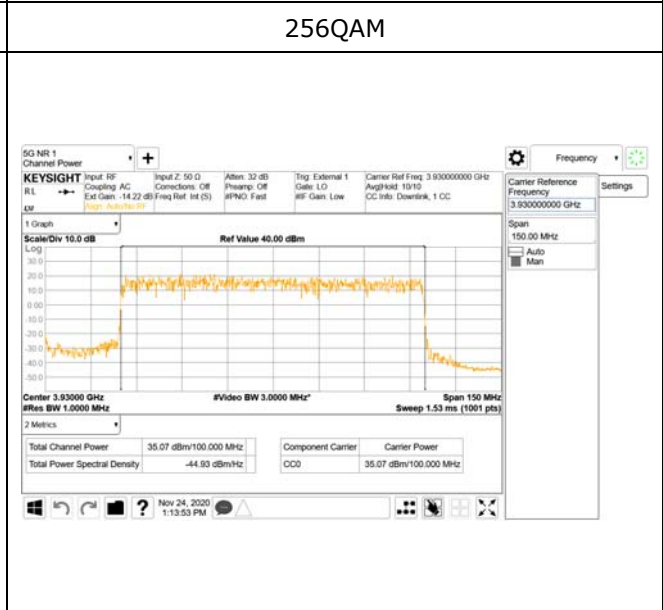 256QAM
5G NR 1
Channel Power
+
Frequency
KEYSIGHT
RL
Input: RF
Coupling: AC
Ext Gain: -14.22 dB
Align: Auto/No RF
Input Z: 50 Ω
Corrections: Off
Freq Ref: Int (S)
Atten: 32 dB
Preamp: Off
#PNO: Fast
Trig: External 1
Gate: LO
#IF Gain: Low
Carrier Ref Freq: 3.930000000 GHz
Avg|Hold: 10/10
CC Info: Downlink, 1 CC
Carrier Reference
Frequency
3.930000000 GHz
Settings
Span
150.00 MHz
Auto
Man
1 Graph
Scale/Div 10.0 dB
Ref Value 40.00 dBm
Log
30.0
20.0
10.0
0.00
-10.0
-20.0
-30.0
-40.0
-50.0
Center 3.93000 GHz
#Video BW 3.0000 MHz*
Span 150 MHz
#Res BW 1.0000 MHz
Sweep 1.53 ms (1001 pts)
2 Metrics
Total Channel Power 35.07 dBm/100.000 MHz
Total Power Spectral Density -44.93 dBm/Hz
Component Carrier Carrier Power
CC0 35.07 dBm/100.000 MHz
?
Nov 24, 2020
1:13:53 PM